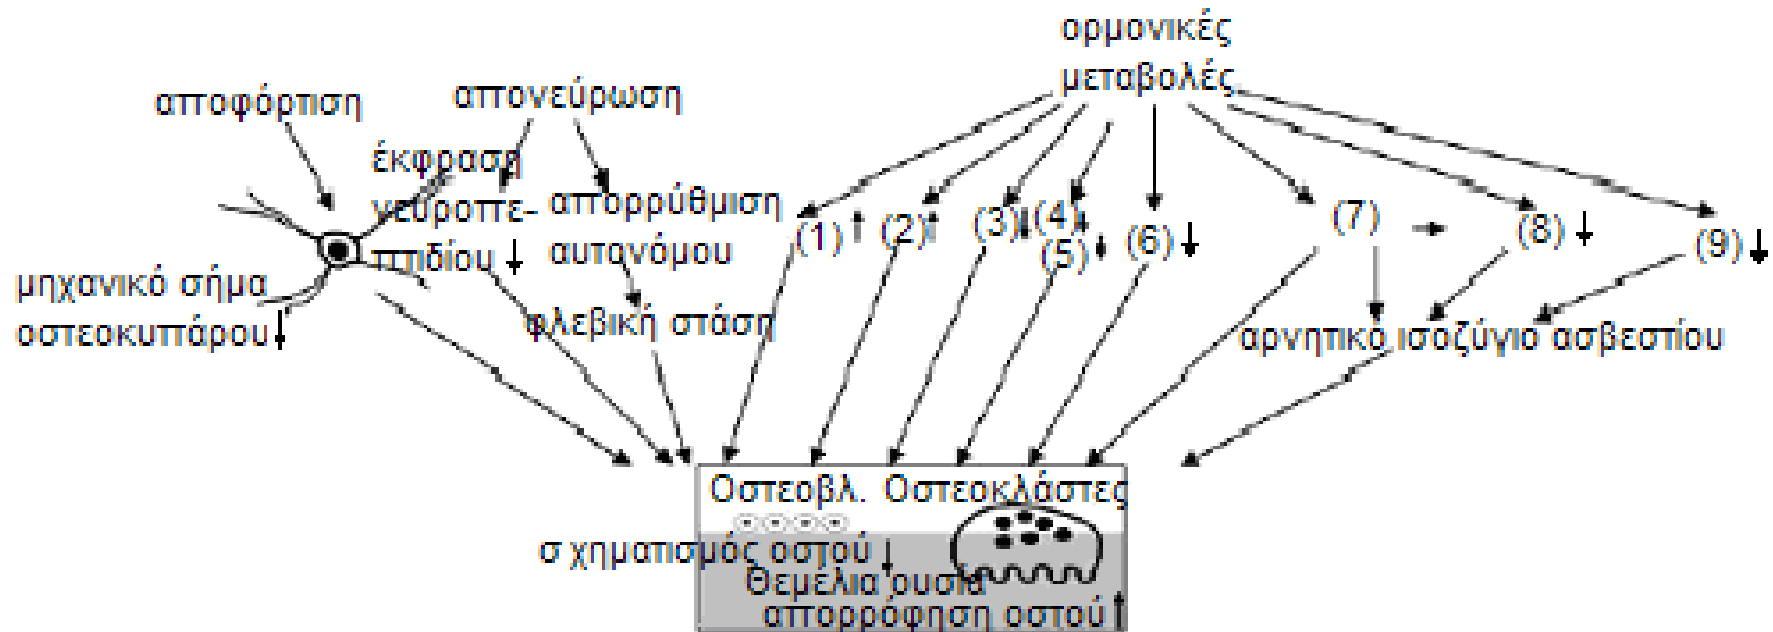 ορμονικές
μεταβολές
αποφόρτιση
απονεύρωση
έκφραση
νευροπε-
πτιδίου ↓
απορρύθμιση
αυτονόμου
φλεβική στάση
μηχανικό σήμα
οστεοκυττάρου ↓
(1) ↑
(2) ↑
(3) ↓
(4) ↓
(5) ↓
(6) ↓
(7)
(8) ↓
(9) ↓
αρνητικό ισοζύγιο ασβεστίου
Οστεοβλ. Οστεοκλάστες
σχηματισμός οστού ↓
Θεμελια ουσία
απορρόφηση οστού ↑